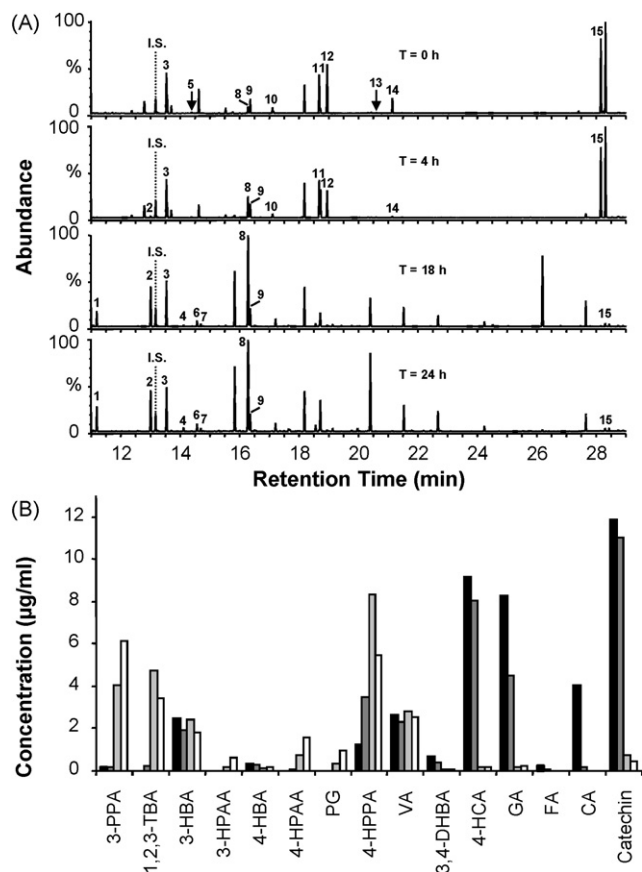 (A)
100
%
0
I.S.
3
5
8
9
10
11
12
13
14
15
T = 0 h
100
%
0
2
I.S.
3
8
9
10
11
12
14
15
T = 4 h
100
%
0
1
2
I.S.
3
4
6
7
8
9
15
T = 18 h
100
%
0
1
2
I.S.
3
4
6
7
8
9
15
T = 24 h
Abundance
12 14 16 18 20 22 24 26 28
Retention Time (min)
(B)
Concentration (µg/ml)
12
10
8
6
4
2
0
3-PPA
1,2,3-TBA
3-HBA
3-HPAA
4-HBA
4-HPAA
PG
4-HPPA
VA
3,4-DHBA
4-HCA
GA
FA
CA
Catechin